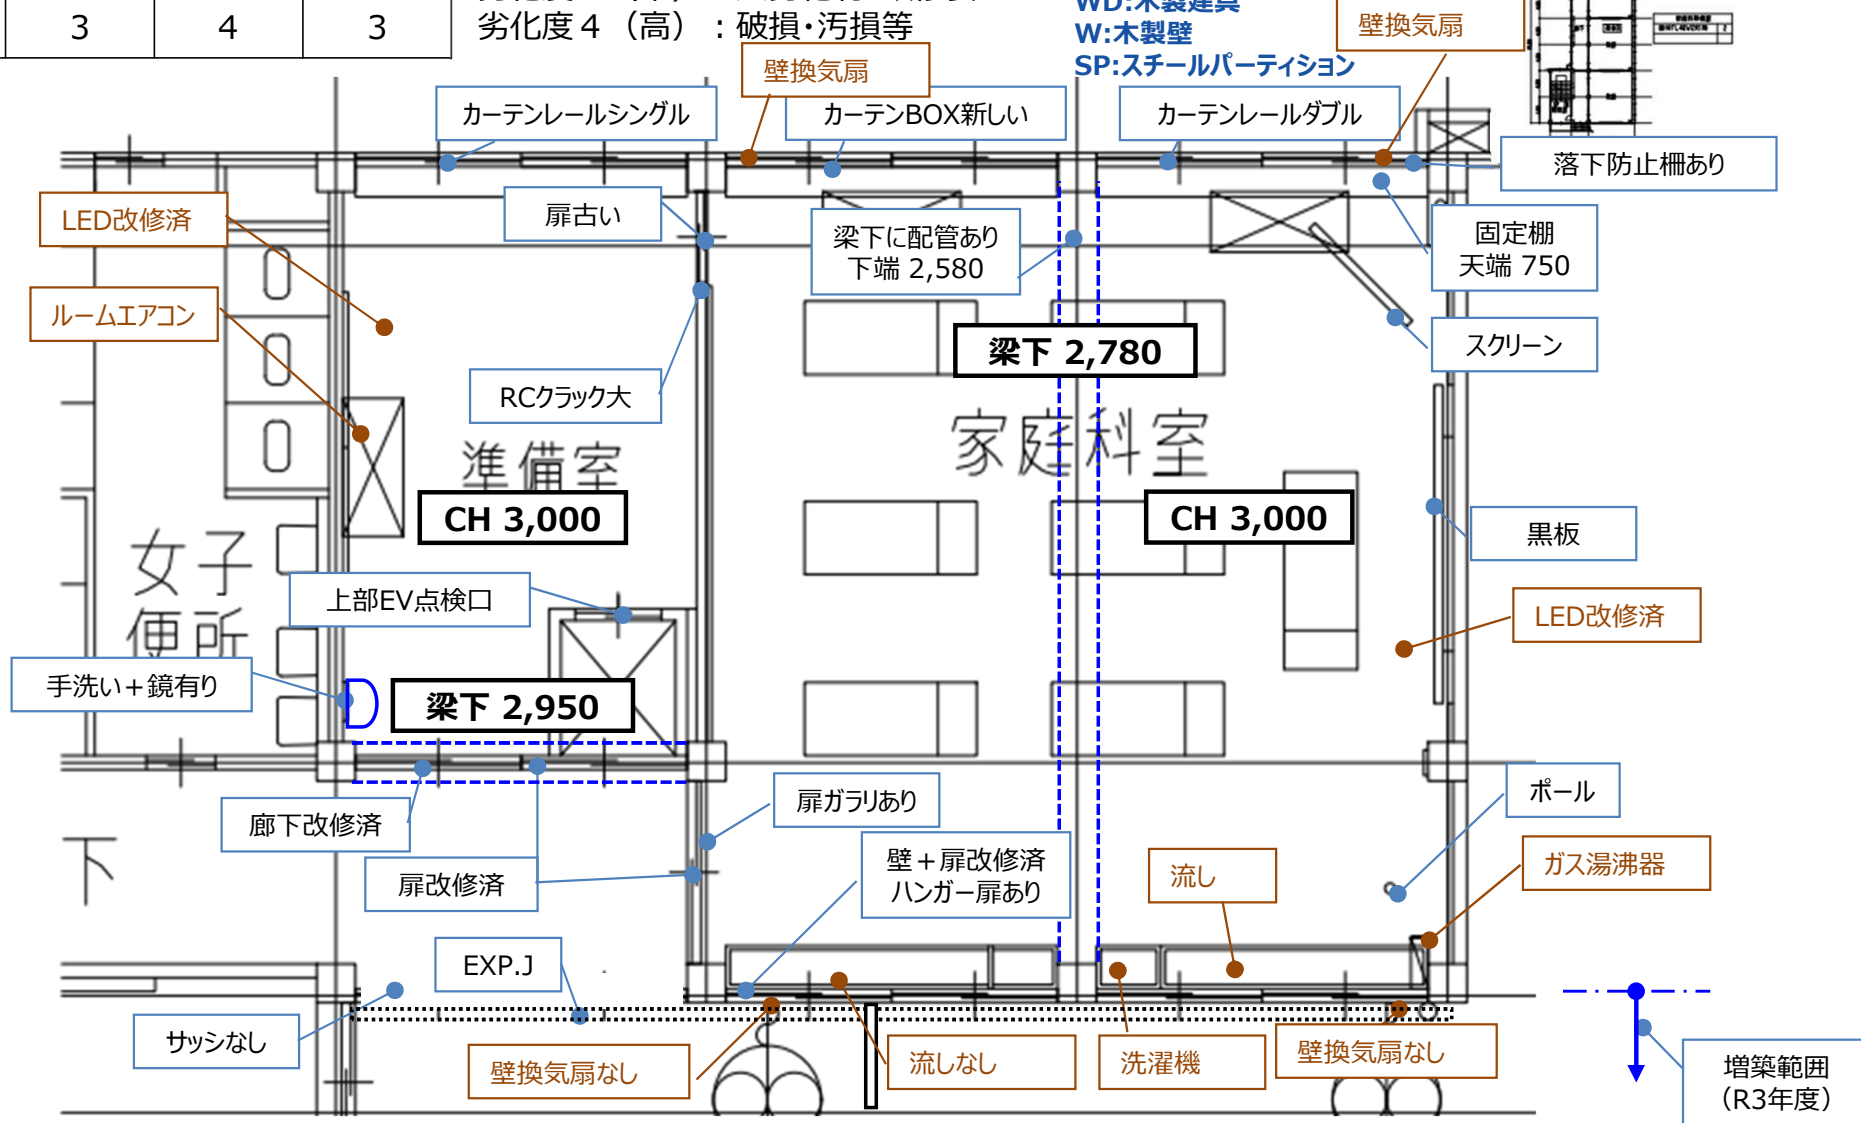 3 4 3
劣化度４（高）：破損・汚損等
WD:木製建具
W:木製壁
SP:スチールパーティション
壁換気扇
壁換気扇
カーテンレールシングル
カーテンBOX新しい
カーテンレールダブル
落下防止柵あり
LED改修済
扉古い
梁下に配管あり
下端 2,580
固定棚
天端 750
ルームエアコン
スクリーン
梁下 2,780
RCクラック大
準備室
家庭科室
CH 3,000
CH 3,000
黒板
女子
便所
上部EV点検口
LED改修済
手洗い＋鏡有り
梁下 2,950
ポール
廊下改修済
扉ガラリあり
下
扉改修済
壁＋扉改修済
ハンガー扉あり
流し
ガス湯沸器
EXP.J
サッシなし
壁換気扇なし
流しなし
洗濯機
壁換気扇なし
増築範囲
（R3年度）